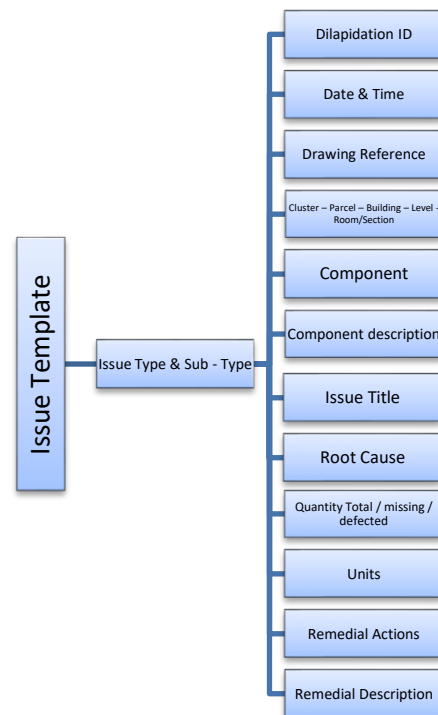 Issue Template
Issue Type & Sub - Type
Dilapidation ID
Date & Time
Drawing Reference
Cluster – Parcel – Building – Level -
Room/Section
Component
Component description
Issue Title
Root Cause
Quantity Total / missing /
defected
Units
Remedial Actions
Remedial Description